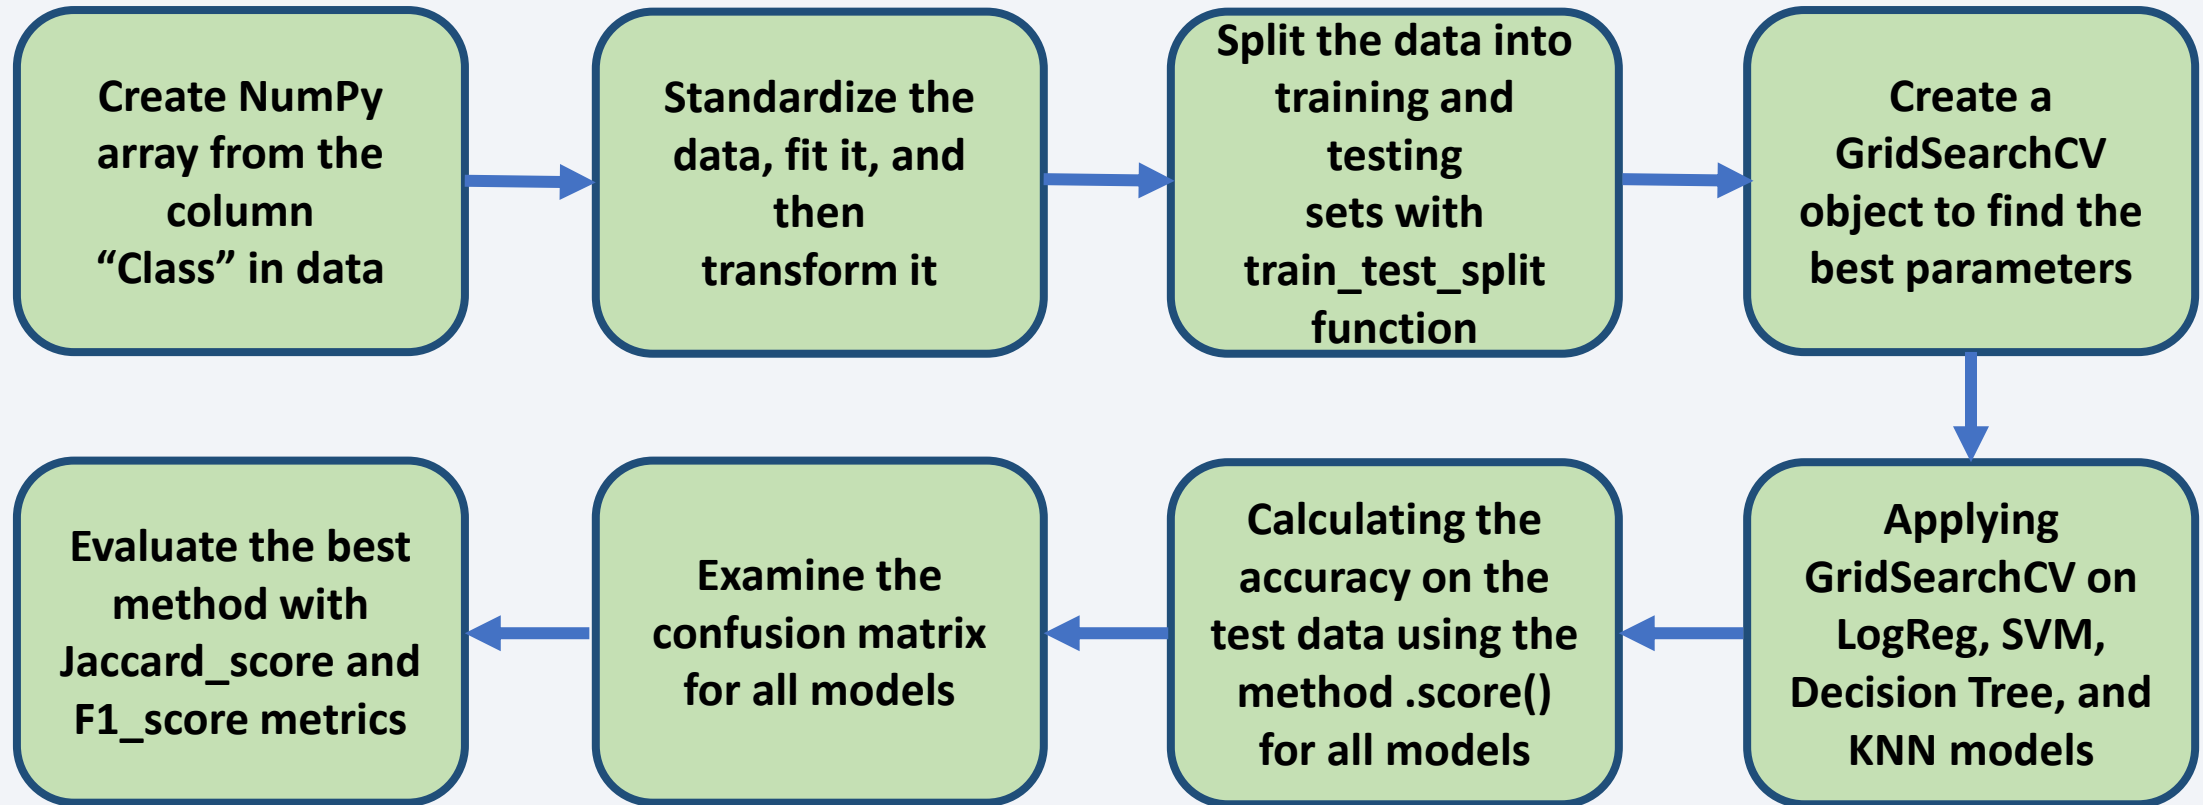 Create NumPy
array from the
column
“Class” in data
Standardize the
data, fit it, and
then
transform it
Split the data into
training and
testing
sets with
train_test_split
function
Create a
GridSearchCV
object to find the
best parameters
Applying
GridSearchCV on
LogReg, SVM,
Decision Tree, and
KNN models
Calculating the
accuracy on the
test data using the
method .score()
for all models
Examine the
confusion matrix
for all models
Evaluate the best
method with
Jaccard_score and
F1_score metrics